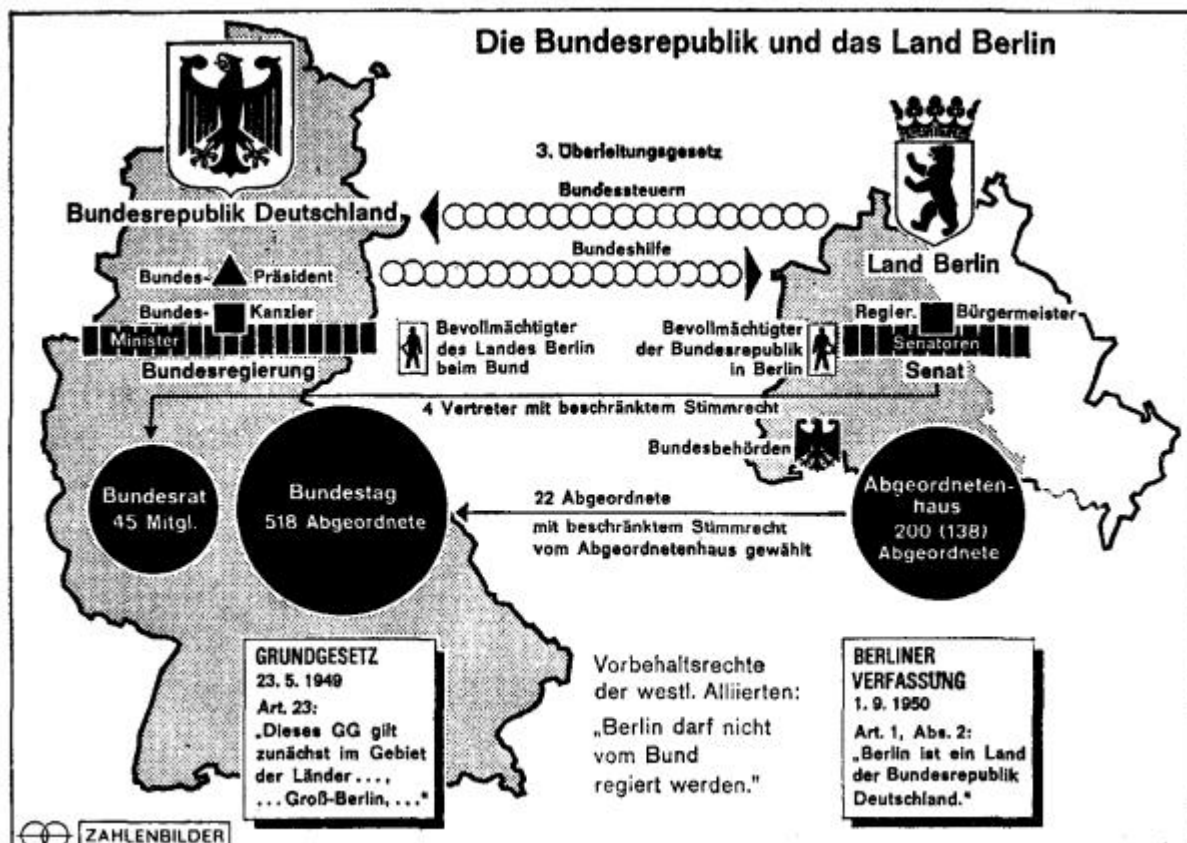 Die Bundesrepublik und das Land Berlin
3. Überleitungsgesetz
Bundessteuern
Bundesrepublik Deutschland
Bundeshilfe
Land Berlin
Bundes- Präsident
Bundes- Kanzler
Minister
Bundesregierung
Bevollmächtigter
des Landes Berlin
beim Bund
Bevollmächtigter
der Bundesrepublik
in Berlin
Regier. Bürgermeister
Senatoren
Senat
4 Vertreter mit beschränktem Stimmrecht
Bundesbehörden
Bundesrat
45 Mitgl.
Bundestag
518 Abgeordnete
22 Abgeordnete
mit beschränktem Stimmrecht
vom Abgeordnetenhaus gewählt
Abgeordneten-
haus
200 (138)
Abgeordnete
GRUNDGESETZ
23. 5. 1949
Art. 23:
„Dieses GG gilt
zunächst im Gebiet
der Länder . . . ,
. . . Groß-Berlin, . . .“
Vorbehaltsrechte
der westl. Alliierten:
„Berlin darf nicht
vom Bund
regiert werden.”
BERLINER
VERFASSUNG
1. 9. 1950
Art. 1, Abs. 2:
„Berlin ist ein Land
der Bundesrepublik
Deutschland.“
ZAHLENBILDER